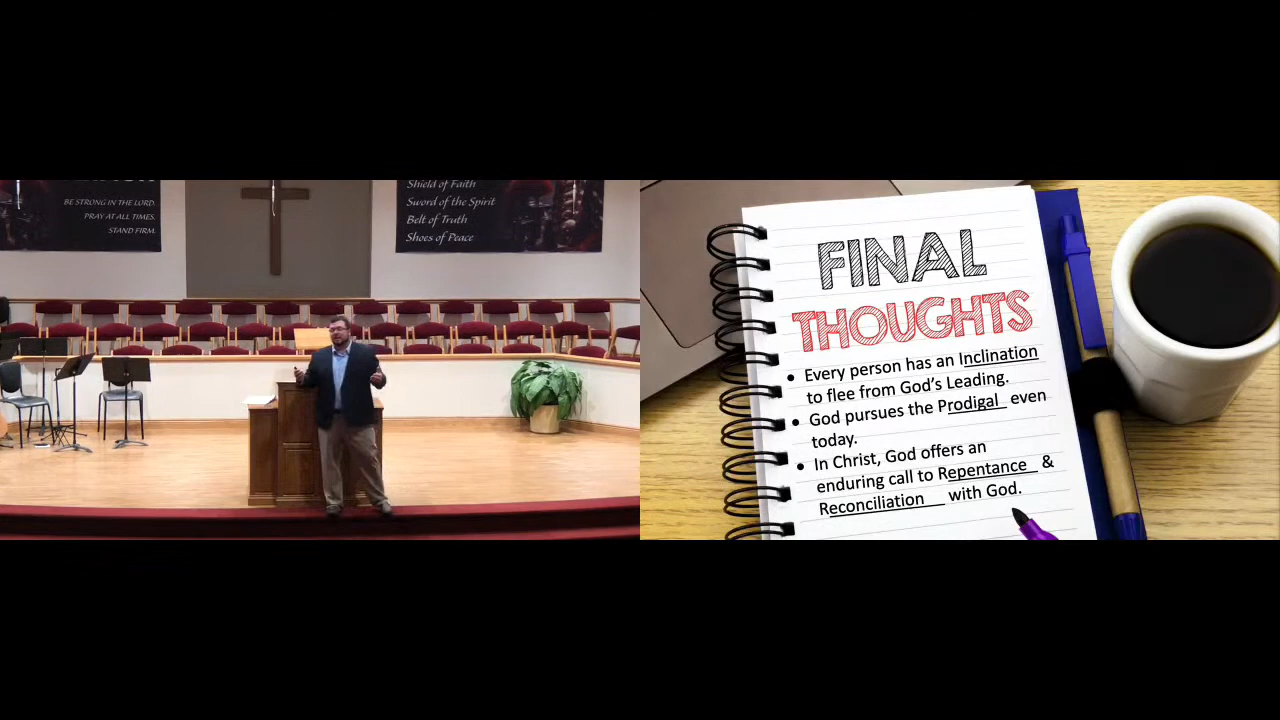 BE STRONG IN THE LORD.
PRAY AT ALL TIMES.
STAND FIRM.
Shield of Faith
Sword of the Spirit
Belt of Truth
Shoes of Peace
FINAL
THOUGHTS
• Every person has an Inclination
to flee from God's Leading.
• God pursues the Prodigal even
today.
• In Christ, God offers an
enduring call to Repentance &
Reconciliation with God.